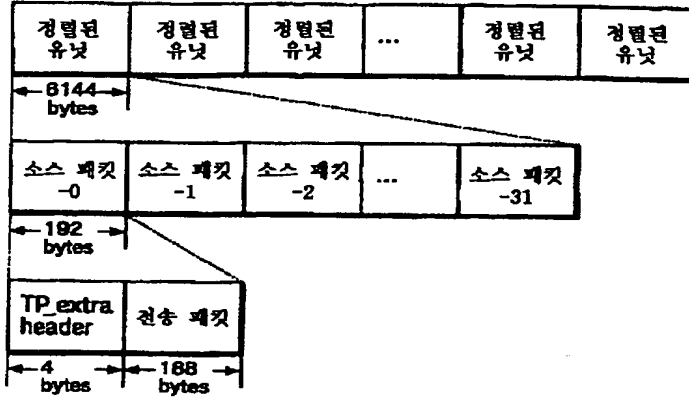 정렬된 정렬된 정렬된 ... 정렬된 정렬된
유닛 유닛 유닛 유닛 유닛
6144
bytes
소스 패킷 소스 패킷 소스 패킷 ... 소스 패킷
-0 -1 -2 -31
192
bytes
TP_extra
header
전송 패킷
4 188
bytes bytes